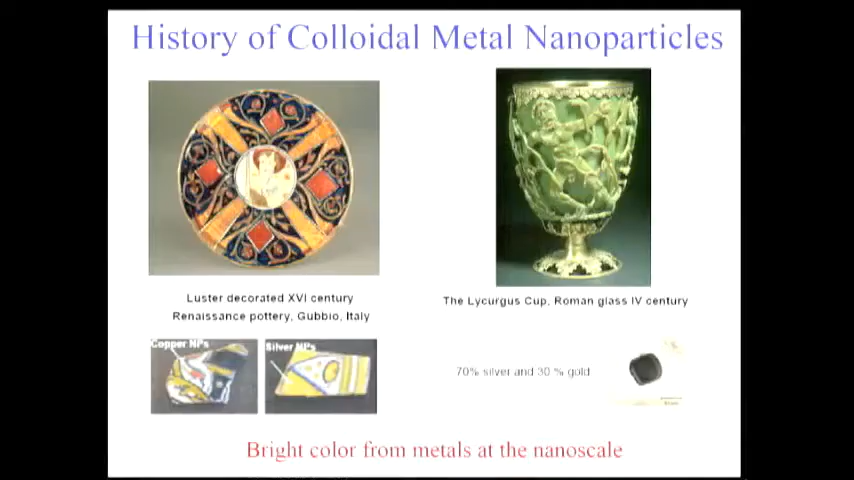 History of Colloidal Metal Nanoparticles
Luster decorated XVI century
Renaissance pottery, Gubbio, Italy
The Lycurgus Cup, Roman glass IV century
Copper NPs
Silver NPs
70% silver and 30 % gold
Bright color from metals at the nanoscale